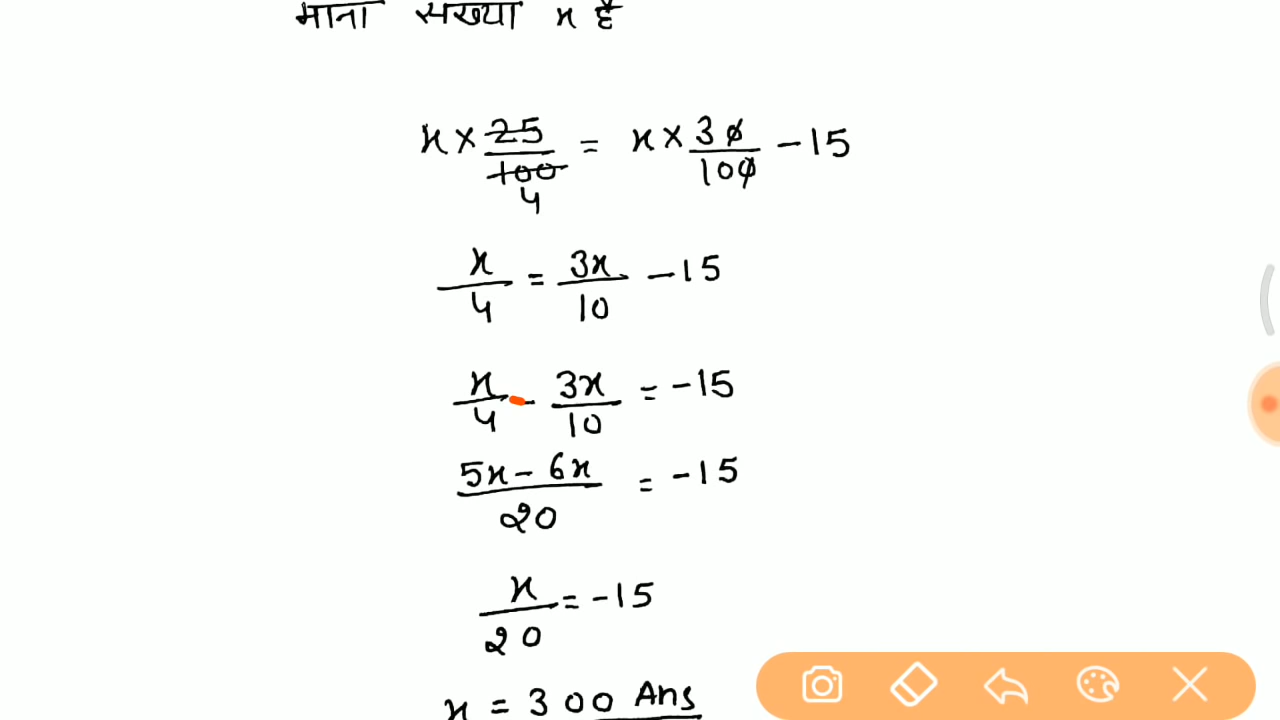 माना संख्या x है
x × 25/100 = x × 30/100 - 15
4
x/4 = 3x/10 - 15
x/4 - 3x/10 = -15
5x - 6x/20 = -15
x/20 = -15
x = 300 Ans